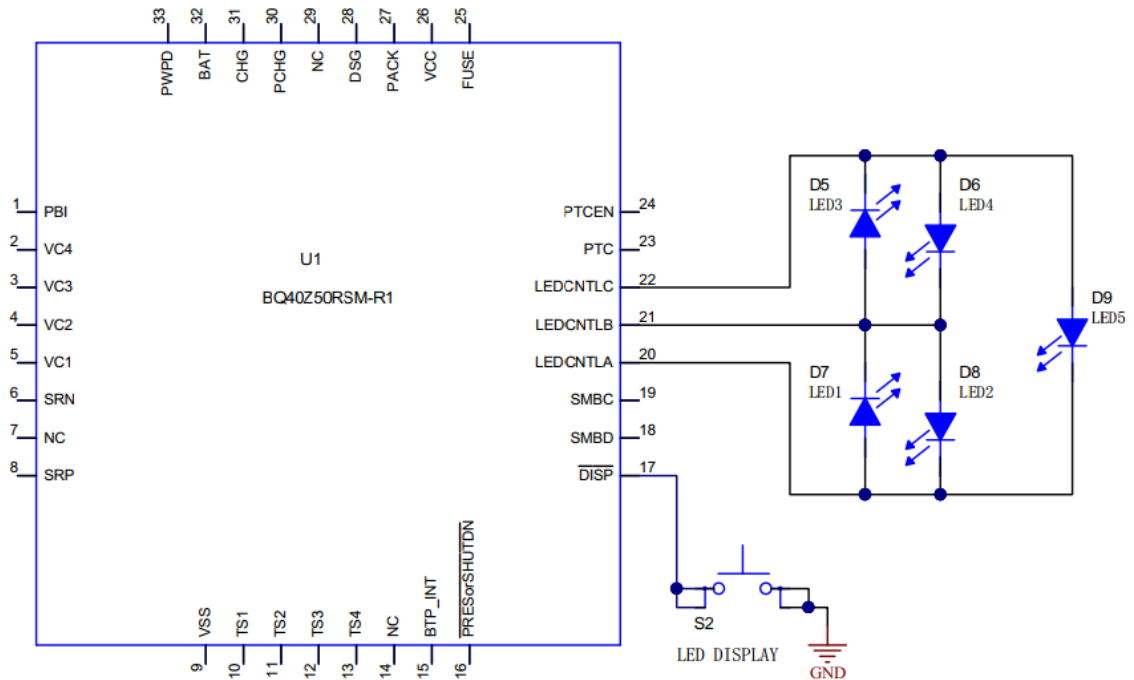 33 32 31 30 29 28 27 26 25
PWPD BAT CHG PCHG NC DSG PACK VCC FUSE
1 PBI
2 VC4
3 VC3
4 VC2
5 VC1
6 SRN
7 NC
8 SRP
U1
BQ40Z50RSM-R1
PTCEN 24
PTC 23
LEDCNTLC 22
LEDCNTLB 21
LEDCNTLA 20
SMBC 19
SMBD 18
DISP 17
VSS TS1 TS2 TS3 TS4 NC BTP_INT PRESorSHUTDN
9 10 11 12 13 14 15 16
D5
LED3
D6
LED4
D9
LED5
D7
LED1
D8
LED2
S2
LED DISPLAY
GND